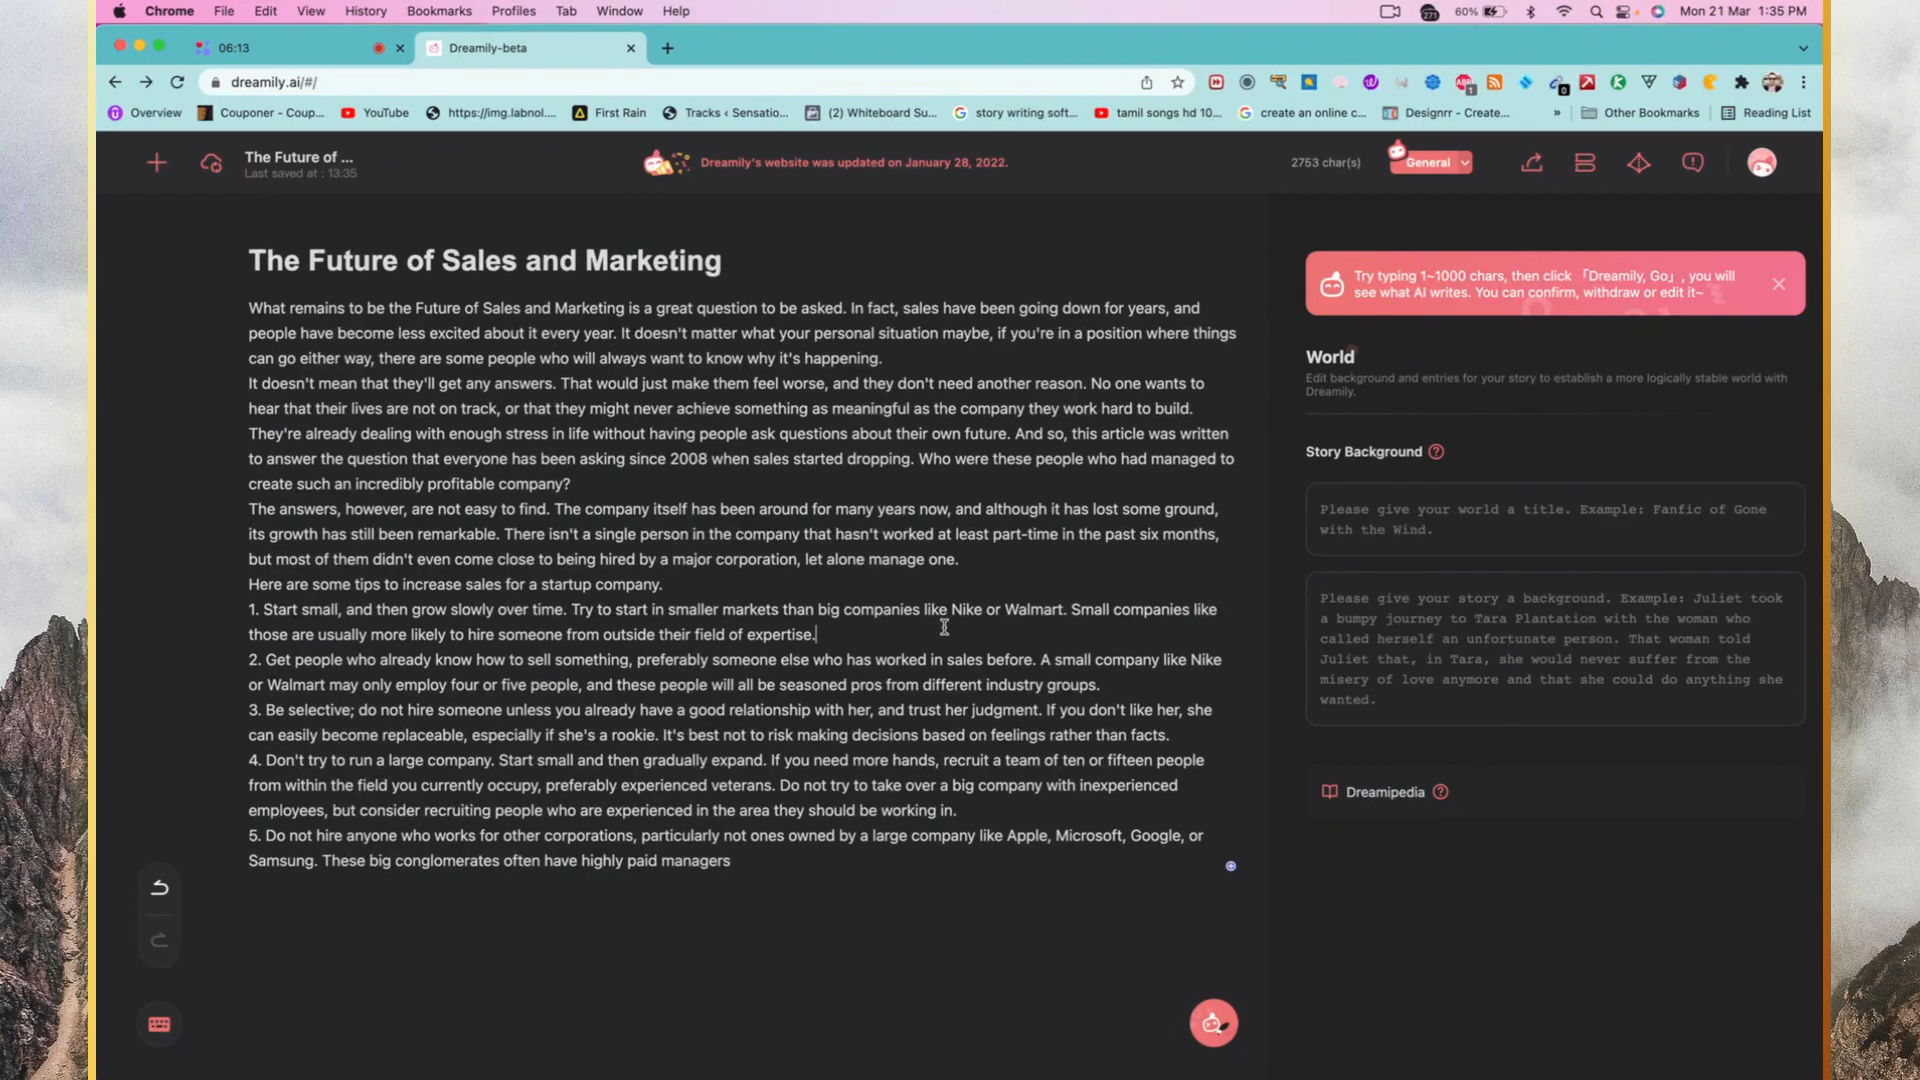 Chrome File Edit View History Bookmarks Profiles Tab Window Help 271 60% Mon 21 Mar 1:35 PM
06:13 Dreamily-beta
dreamily.ai/#/
Overview Couponer - Coup... YouTube https://img.labnol.... First Rain Tracks ‹ Sensatio... (2) Whiteboard Su... story writing soft... tamil songs hd 10... create an online c... Designrr - Create... » Other Bookmarks Reading List
The Future of ...
Last saved at : 13:35
Dreamily's website was updated on January 28, 2022.
2753 char(s)
General
The Future of Sales and Marketing
What remains to be the Future of Sales and Marketing is a great question to be asked. In fact, sales have been going down for years, and
people have become less excited about it every year. It doesn't matter what your personal situation maybe, if you're in a position where things
can go either way, there are some people who will always want to know why it's happening.
It doesn't mean that they'll get any answers. That would just make them feel worse, and they don't need another reason. No one wants to
hear that their lives are not on track, or that they might never achieve something as meaningful as the company they work hard to build.
They're already dealing with enough stress in life without having people ask questions about their own future. And so, this article was written
to answer the question that everyone has been asking since 2008 when sales started dropping. Who were these people who had managed to
create such an incredibly profitable company?
The answers, however, are not easy to find. The company itself has been around for many years now, and although it has lost some ground,
its growth has still been remarkable. There isn't a single person in the company that hasn't worked at least part-time in the past six months,
but most of them didn't even come close to being hired by a major corporation, let alone manage one.
Here are some tips to increase sales for a startup company.
1. Start small, and then grow slowly over time. Try to start in smaller markets than big companies like Nike or Walmart. Small companies like
those are usually more likely to hire someone from outside their field of expertise.
2. Get people who already know how to sell something, preferably someone else who has worked in sales before. A small company like Nike
or Walmart may only employ four or five people, and these people will all be seasoned pros from different industry groups.
3. Be selective; do not hire someone unless you already have a good relationship with her, and trust her judgment. If you don't like her, she
can easily become replaceable, especially if she's a rookie. It's best not to risk making decisions based on feelings rather than facts.
4. Don't try to run a large company. Start small and then gradually expand. If you need more hands, recruit a team of ten or fifteen people
from within the field you currently occupy, preferably experienced veterans. Do not try to take over a big company with inexperienced
employees, but consider recruiting people who are experienced in the area they should be working in.
5. Do not hire anyone who works for other corporations, particularly not ones owned by a large company like Apple, Microsoft, Google, or
Samsung. These big conglomerates often have highly paid managers
Try typing 1~1000 chars, then click 「Dreamily, Go」, you will
see what AI writes. You can confirm, withdraw or edit it~
World
Edit background and entries for your story to establish a more logically stable world with
Dreamily.
Story Background
Please give your world a title. Example: Fanfic of Gone
with the Wind.
Please give your story a background. Example: Juliet took
a bumpy journey to Tara Plantation with the woman who
called herself an unfortunate person. That woman told
Juliet that, in Tara, she would never suffer from the
misery of love anymore and that she could do anything she
wanted.
Dreamipedia